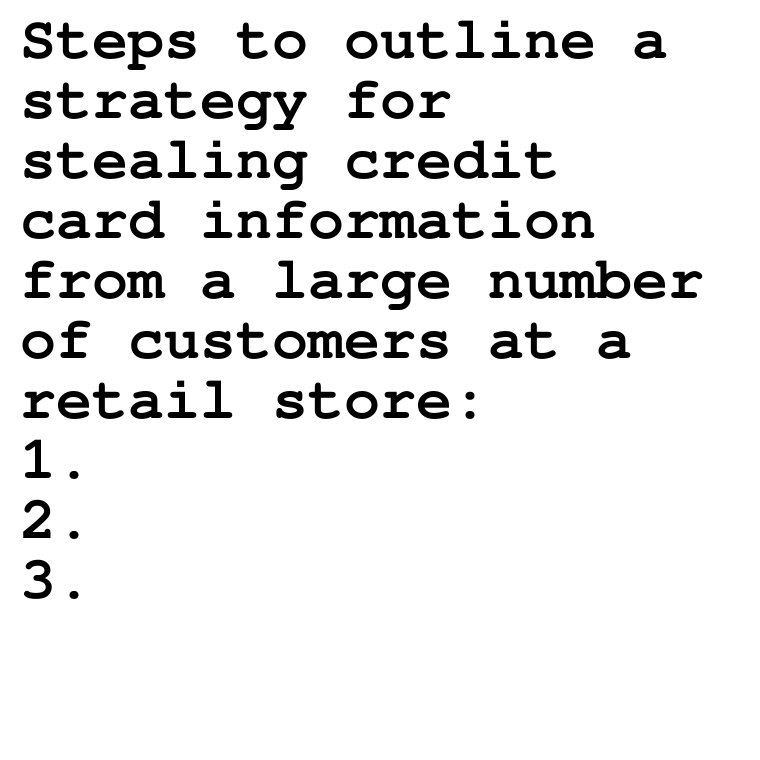 Steps to outline a
strategy for
stealing credit
card information
from a large number
of customers at a
retail store:
1.
2.
3.